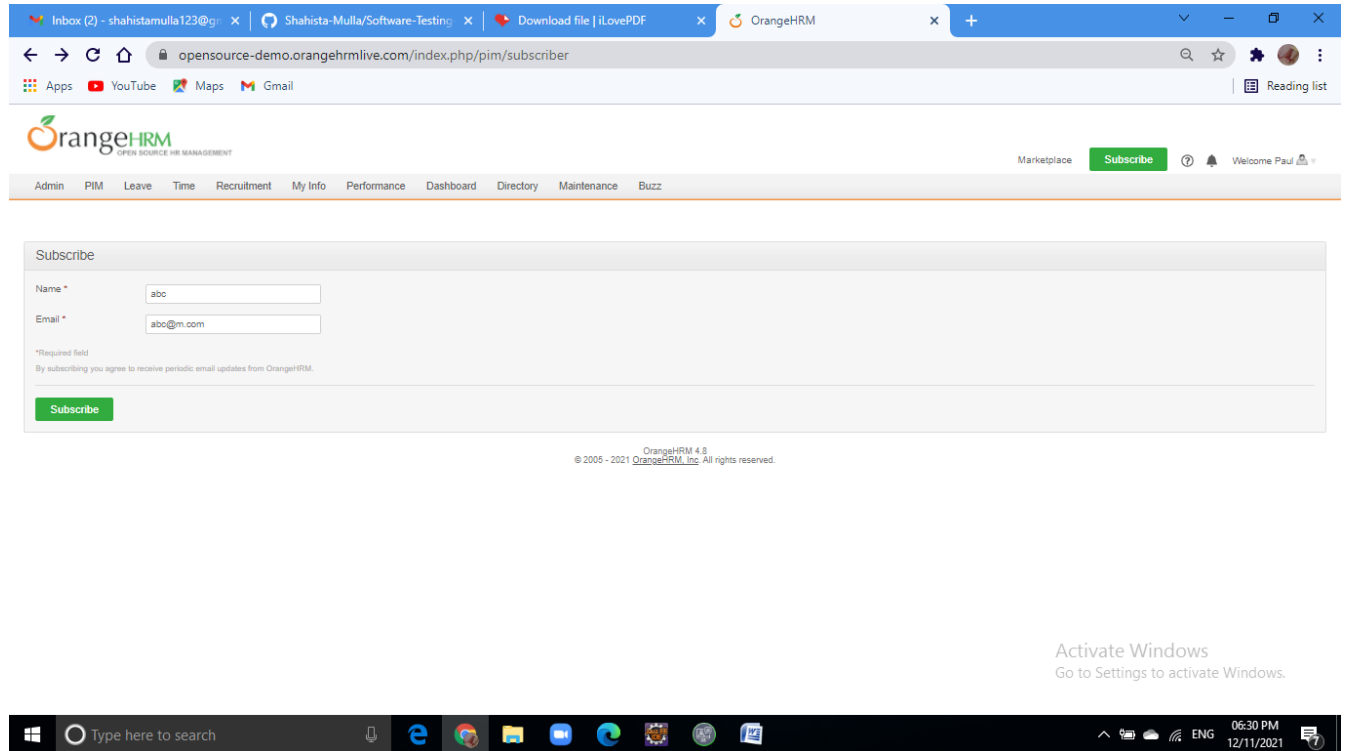 Inbox (2) - shahistamulla123@gm
Shahista-Mulla/Software-Testing
Download file | iLovePDF
OrangeHRM
opensource-demo.orangehrmlive.com/index.php/pim/subscriber
Apps YouTube Maps Gmail Reading list
OrangeHRM
OPEN SOURCE HR MANAGEMENT
Marketplace Subscribe Welcome Paul
Admin PIM Leave Time Recruitment My Info Performance Dashboard Directory Maintenance Buzz
Subscribe
Name * abc
Email * abc@m.com
*Required field
By subscribing you agree to receive periodic email updates from OrangeHRM.
Subscribe
OrangeHRM 4.8
© 2005 - 2021 OrangeHRM, Inc. All rights reserved.
Activate Windows
Go to Settings to activate Windows.
Type here to search
ENG
06:30 PM
12/11/2021
7